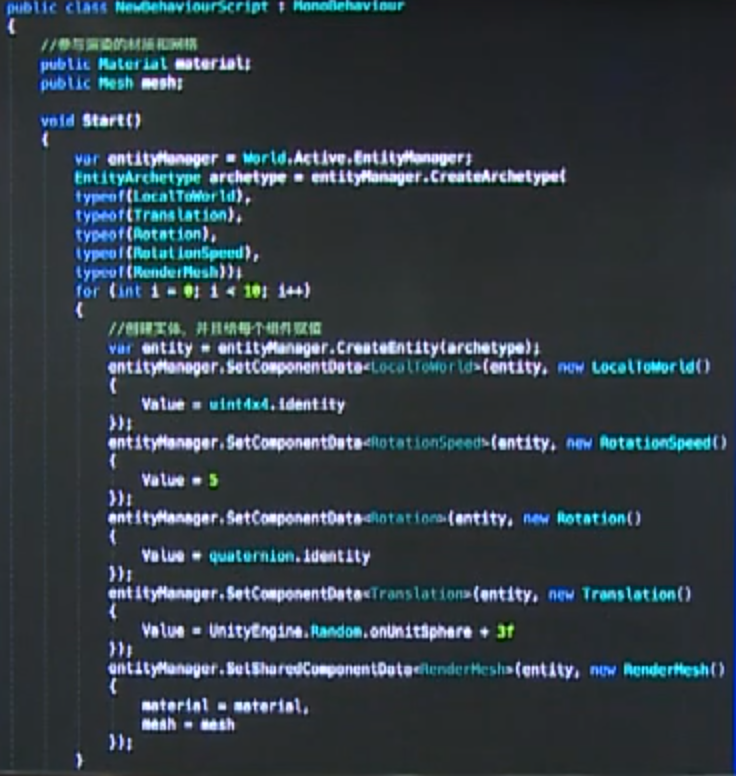 public class NewBehaviourScript : MonoBehaviour
{
//参与渲染的材质和网格
public Material material;
public Mesh mesh;
void Start()
{
var entityManager = World.Active.EntityManager;
EntityArchetype archetype = entityManager.CreateArchetype(
typeof(LocalToWorld),
typeof(Translation),
typeof(Rotation),
typeof(RotationSpeed),
typeof(RenderMesh));
for (int i = 0; i < 10; i++)
{
//创建实体，并且给每个组件赋值
var entity = entityManager.CreateEntity(archetype);
entityManager.SetComponentData<LocalToWorld>(entity, new LocalToWorld()
{
Value = uint4x4.identity
});
entityManager.SetComponentData<RotationSpeed>(entity, new RotationSpeed()
{
Value = 5
});
entityManager.SetComponentData<Rotation>(entity, new Rotation()
{
Value = quaternion.identity
});
entityManager.SetComponentData<Translation>(entity, new Translation()
{
Value = UnityEngine.Random.onUnitSphere + 3f
});
entityManager.SetSharedComponentData<RenderMesh>(entity, new RenderMesh()
{
material = material,
mesh = mesh
});
}